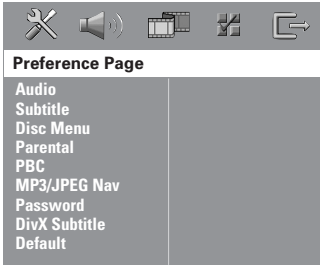 Preference Page
Audio
Subtitle
Disc Menu
Parental
PBC
MP3/JPEG Nav
Password
DivX Subtitle
Default